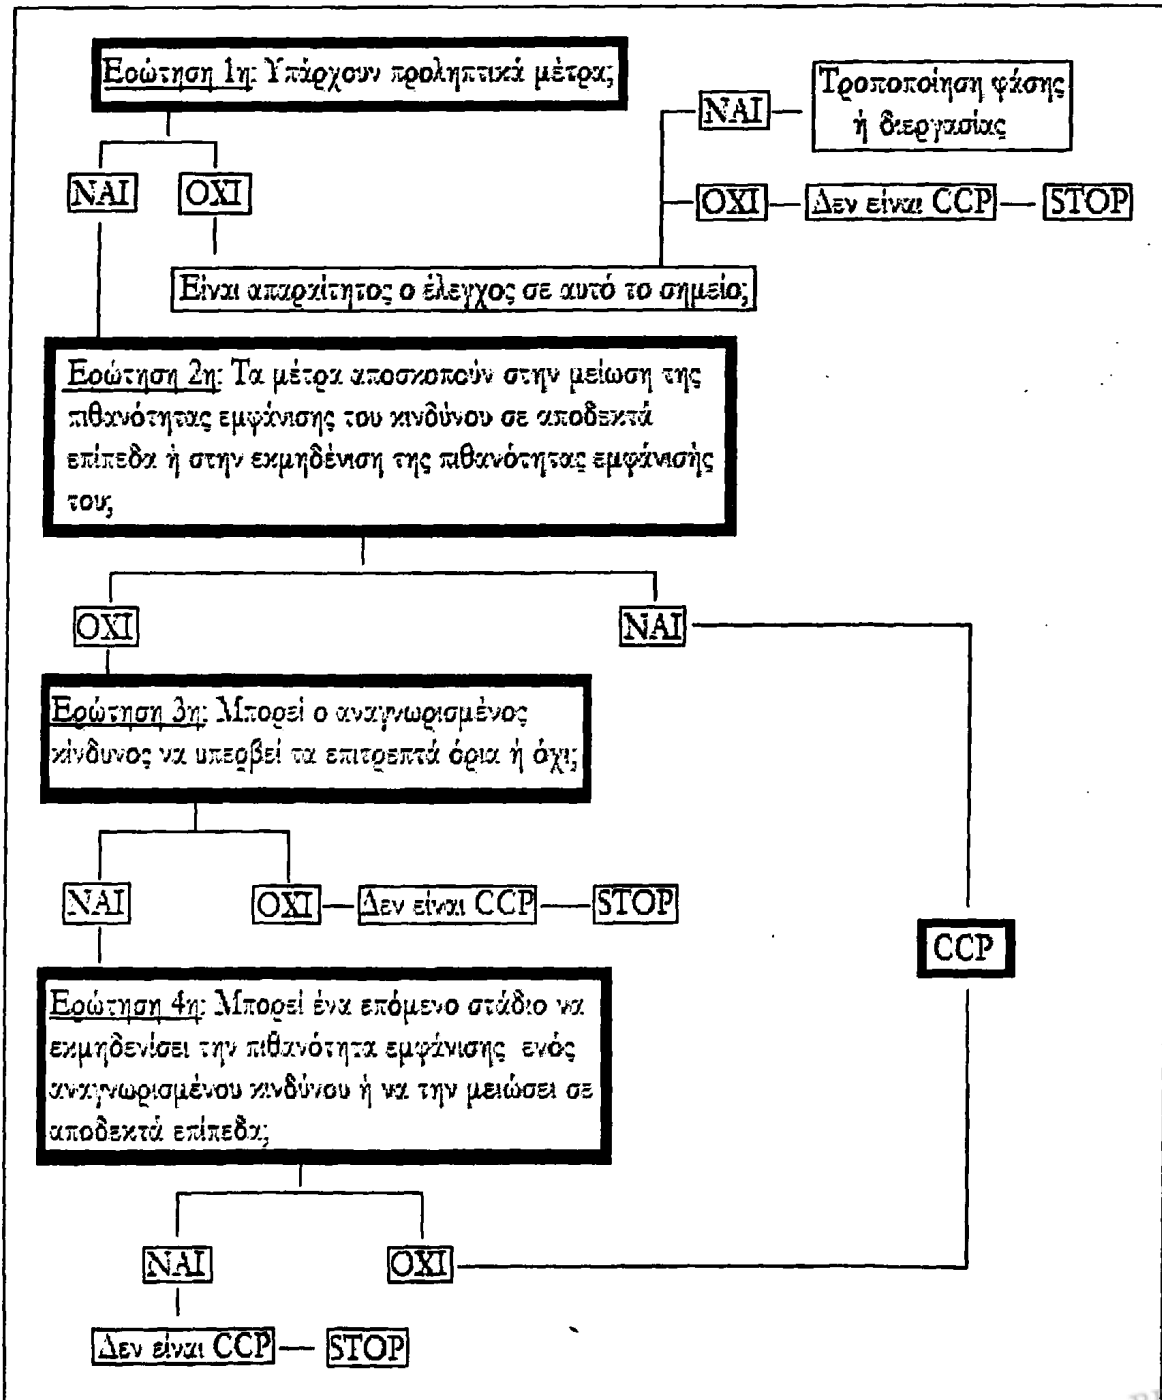 Ερώτηση 1η: Υπάρχουν προληπτικά μέτρα;
ΝΑΙ
Τροποποίηση φάσης
ή διεργασίας
ΝΑΙ
ΟΧΙ
ΟΧΙ
Δεν είναι CCP
STOP
Είναι απαραίτητος ο έλεγχος σε αυτό το σημείο;
Ερώτηση 2η: Τα μέτρα αποσκοπούν στην μείωση της
πιθανότητας εμφάνισης του κινδύνου σε αποδεκτά
επίπεδα ή στην εκμηδένιση της πιθανότητας εμφάνισής
του;
ΟΧΙ
ΝΑΙ
Ερώτηση 3η: Μπορεί ο αναγνωρισμένος
κίνδυνος να υπερβεί τα επιτρεπτά όρια ή όχι;
ΝΑΙ
ΟΧΙ
Δεν είναι CCP
STOP
CCP
Ερώτηση 4η: Μπορεί ένα επόμενο στάδιο να
εκμηδενίσει την πιθανότητα εμφάνισης ενός
αναγνωρισμένου κινδύνου ή να την μειώσει σε
αποδεκτά επίπεδα;
ΝΑΙ
ΟΧΙ
Δεν είναι CCP
STOP